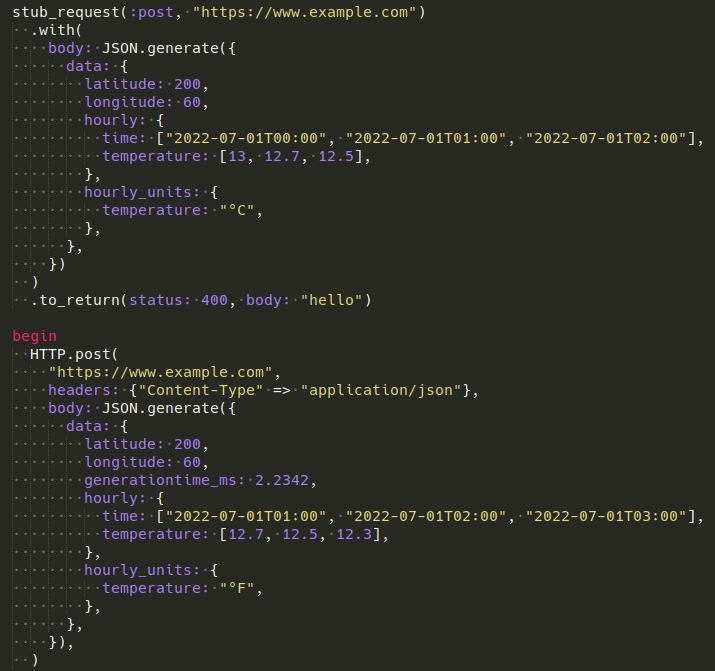 stub_request(:post, "https://www.example.com")
  .with(
    body: JSON.generate({
      data: {
        latitude: 200,
        longitude: 60,
        hourly: {
          time: ["2022-07-01T00:00", "2022-07-01T01:00", "2022-07-01T02:00"],
          temperature: [13, 12.7, 12.5],
        },
        hourly_units: {
          temperature: "°C",
        },
      },
    })
  )
  .to_return(status: 400, body: "hello")

begin
  HTTP.post(
    "https://www.example.com",
    headers: {"Content-Type" => "application/json"},
    body: JSON.generate({
      data: {
        latitude: 200,
        longitude: 60,
        generationtime_ms: 2.2342,
        hourly: {
          time: ["2022-07-01T01:00", "2022-07-01T02:00", "2022-07-01T03:00"],
          temperature: [12.7, 12.5, 12.3],
        },
        hourly_units: {
          temperature: "°F",
        },
      },
    }),
  )